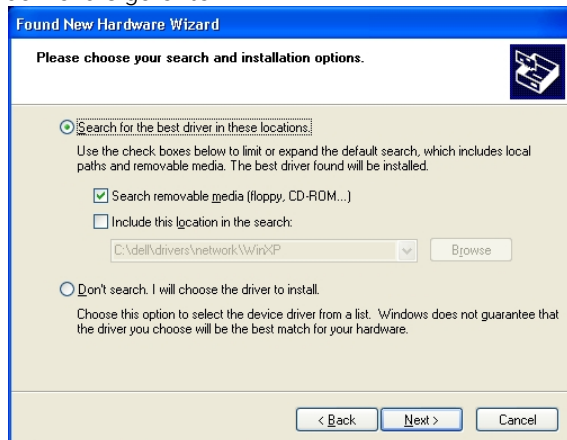 Found New Hardware Wizard
Please choose your search and installation options.
Search for the best driver in these locations.
Use the check boxes below to limit or expand the default search, which includes local
paths and removable media. The best driver found will be installed.
Search removable media (floppy, CD-ROM...)
Include this location in the search:
C:\dell\drivers\network\WinXP
Browse
Don't search. I will choose the driver to install.
Choose this option to select the device driver from a list. Windows does not guarantee that
the driver you choose will be the best match for your hardware.
< Back Next > Cancel